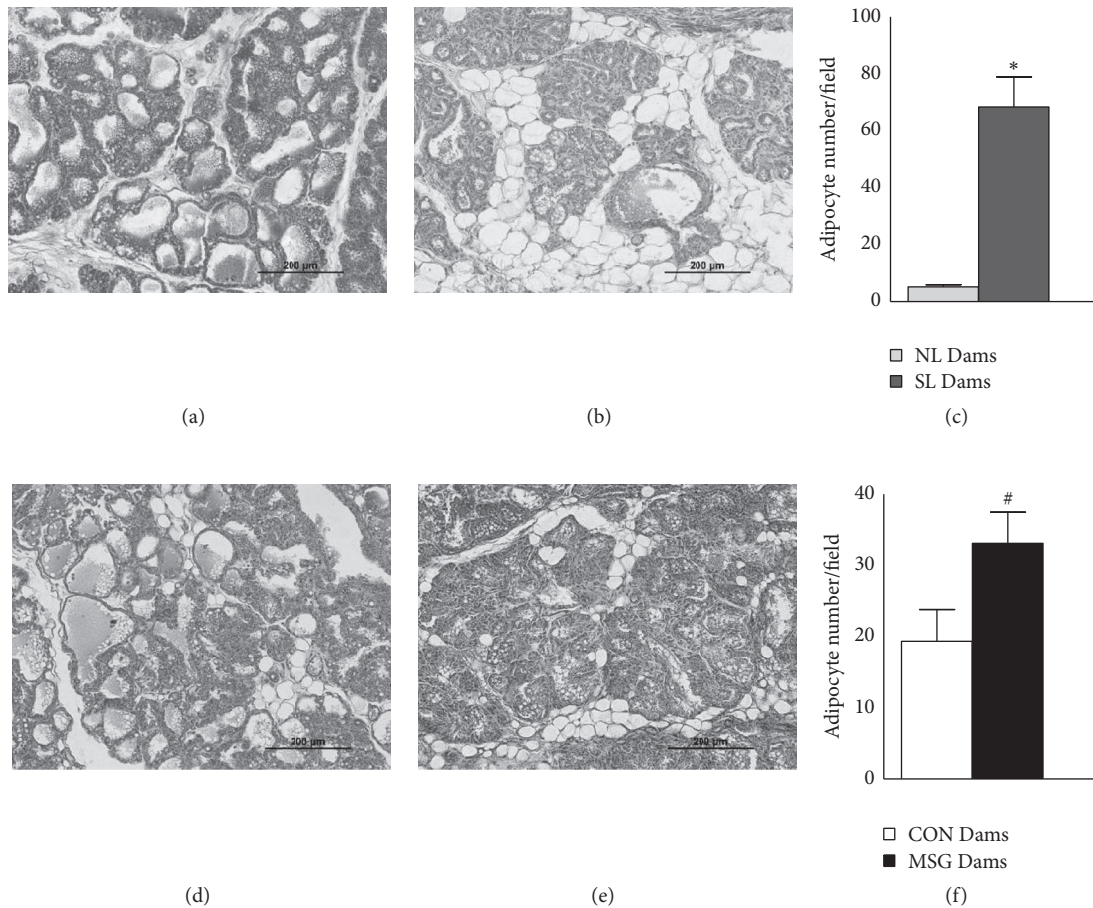 200 μm
200 μm
100
80
60
40
20
0
Adipocyte number/field
*
NL Dams
SL Dams
(a)
(b)
(c)
200 μm
200 μm
40
30
20
10
0
Adipocyte number/field
#
CON Dams
MSG Dams
(d)
(e)
(f)